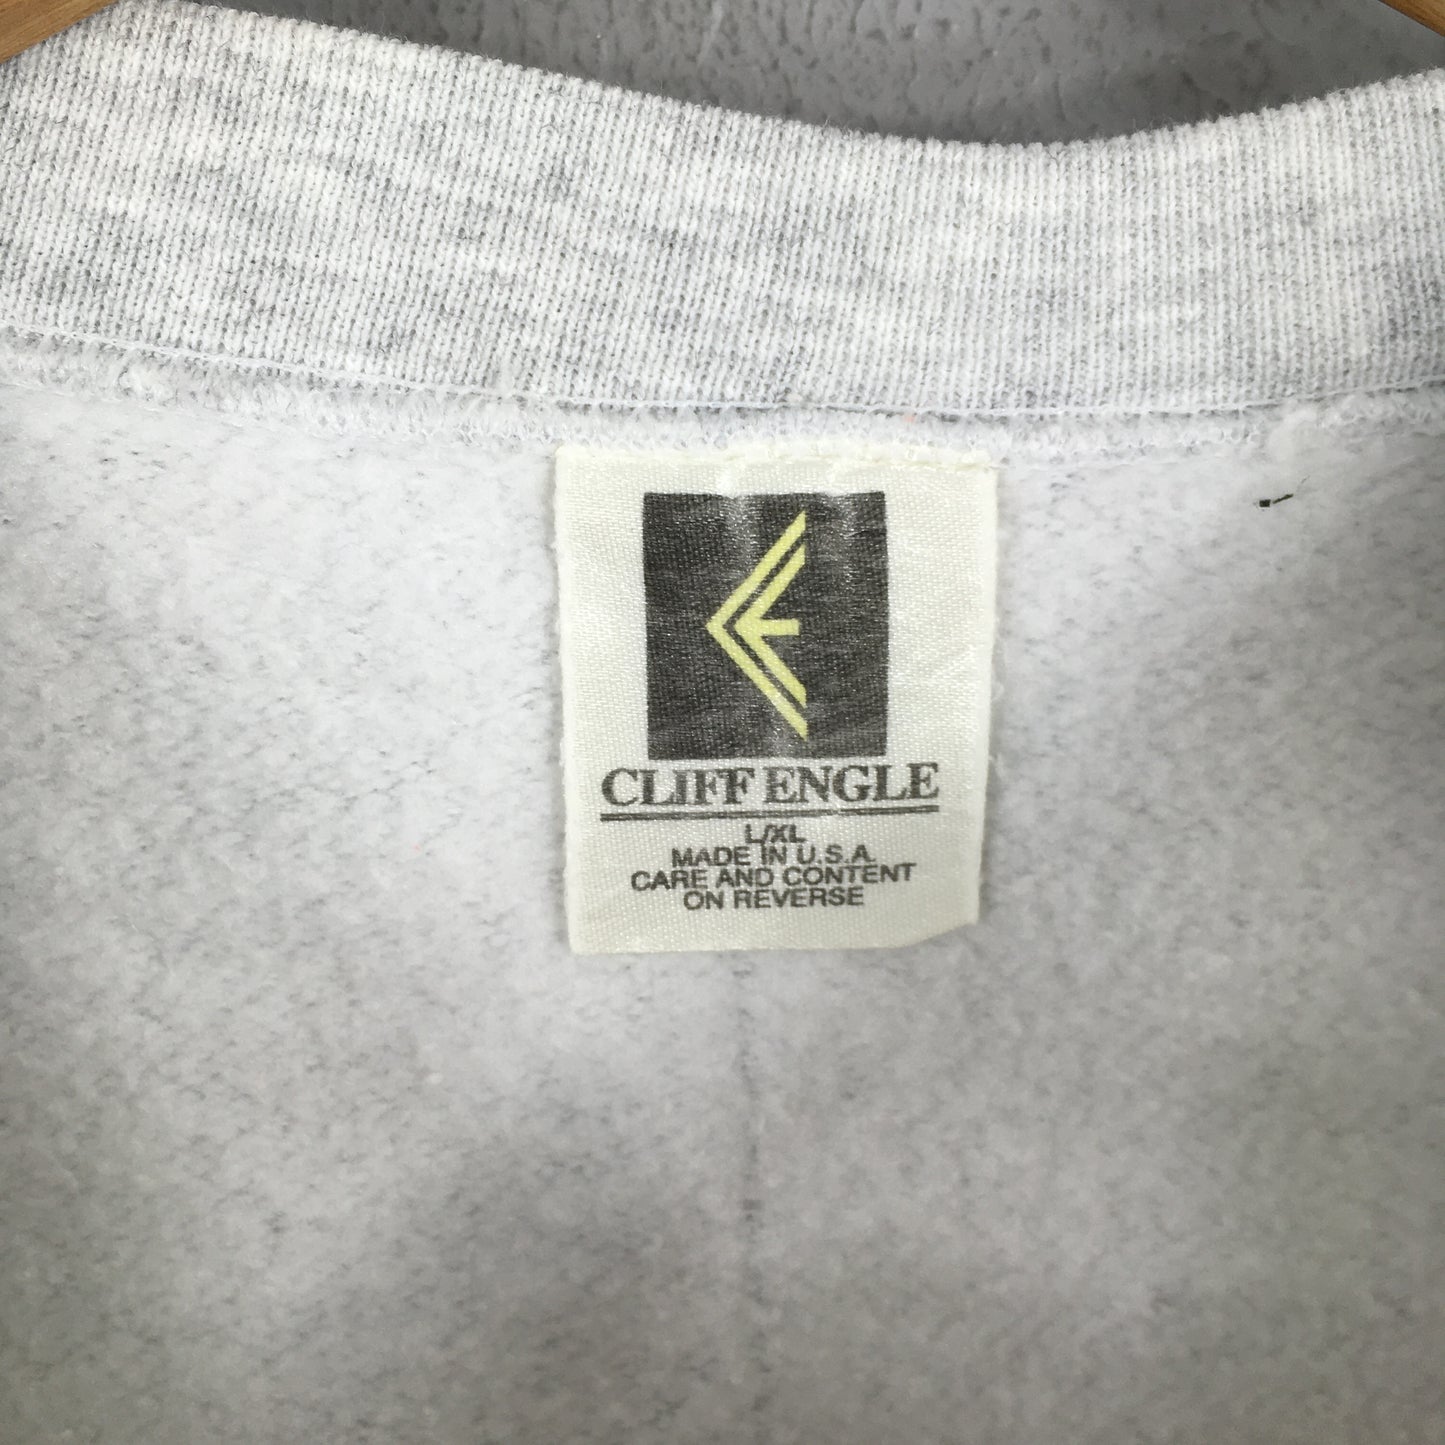 CLIFF ENGLE
L/XL
MADE IN U.S.A.
CARE AND CONTENT
ON REVERSE